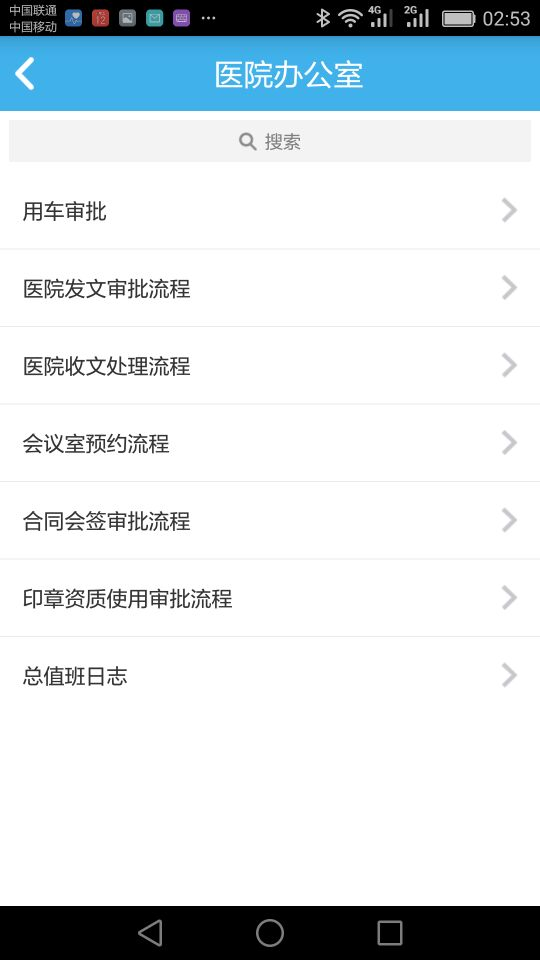 中国联通
中国移动
12
4G
2G
02:53
医院办公室
搜索
用车审批
医院发文审批流程
医院收文处理流程
会议室预约流程
合同会签审批流程
印章资质使用审批流程
总值班日志